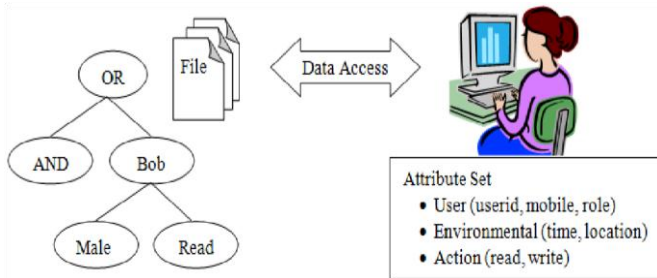 OR
File
Data Access
AND
Bob
Male
Read
Attribute Set
• User (userid, mobile, role)
• Environmental (time, location)
• Action (read, write)